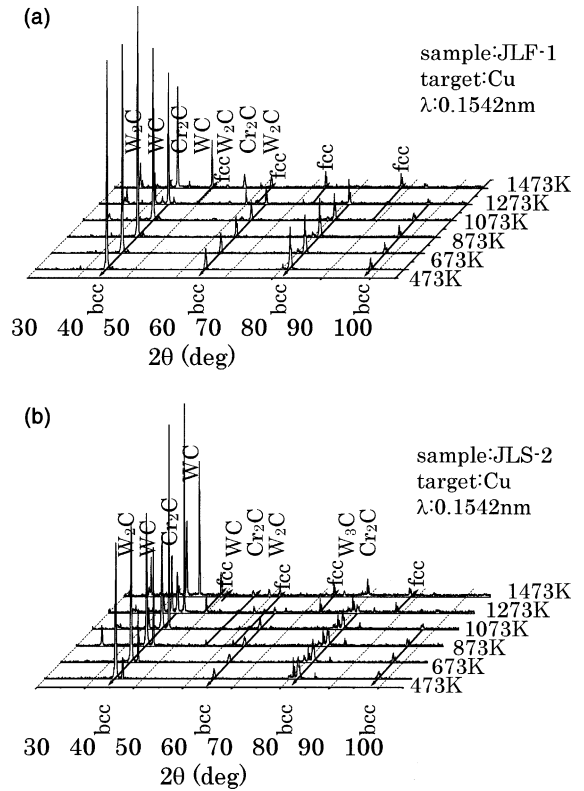 (a)
sample:JLF-1
target:Cu
λ:0.1542nm
W₂C WC Cr₂C WC fcc W₂C Cr₂C W₂C fcc fcc fcc
1473K
1273K
1073K
873K
673K
473K
bcc bcc bcc bcc
30 40 50 60 70 80 90 100
2θ (deg)
(b)
sample:JLS-2
target:Cu
λ:0.1542nm
W₂C WC Cr₂C WC fcc WC Cr₂C W₂C fcc fcc W₃C Cr₂C fcc
1473K
1273K
1073K
873K
673K
473K
bcc bcc bcc bcc
30 40 50 60 70 80 90 100
2θ (deg)